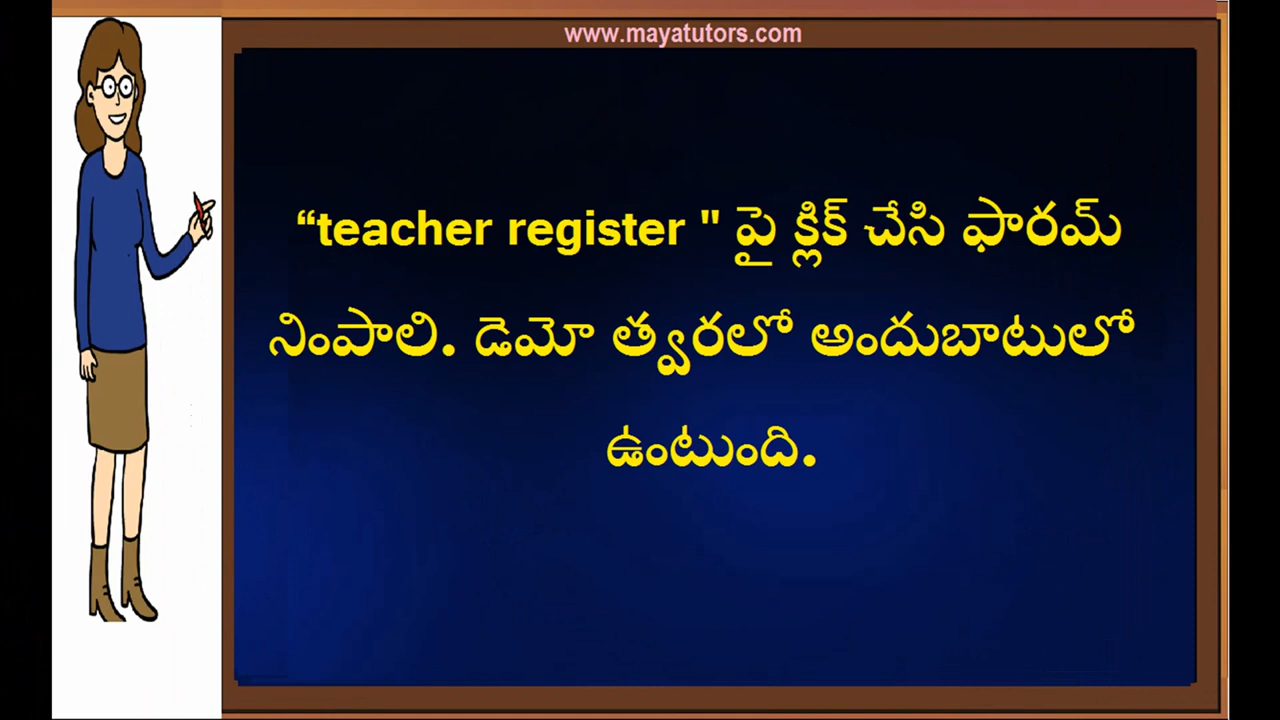 www.mayatutors.com
“teacher register " పై క్లిక్ చేసి ఫారమ్
నింపాలి. డెమో త్వరలో అందుబాటులో
ఉంటుంది.